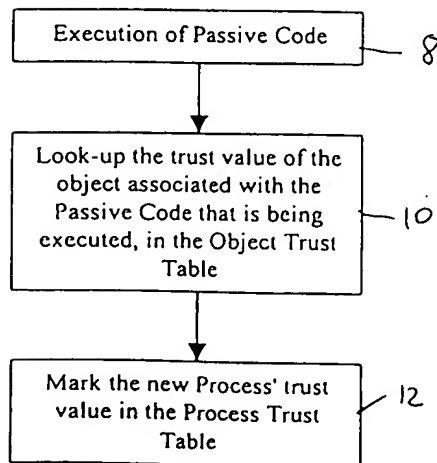 Execution of Passive Code
8
Look-up the trust value of the
object associated with the
Passive Code that is being
executed, in the Object Trust
Table
10
Mark the new Process' trust
value in the Process Trust
Table
12